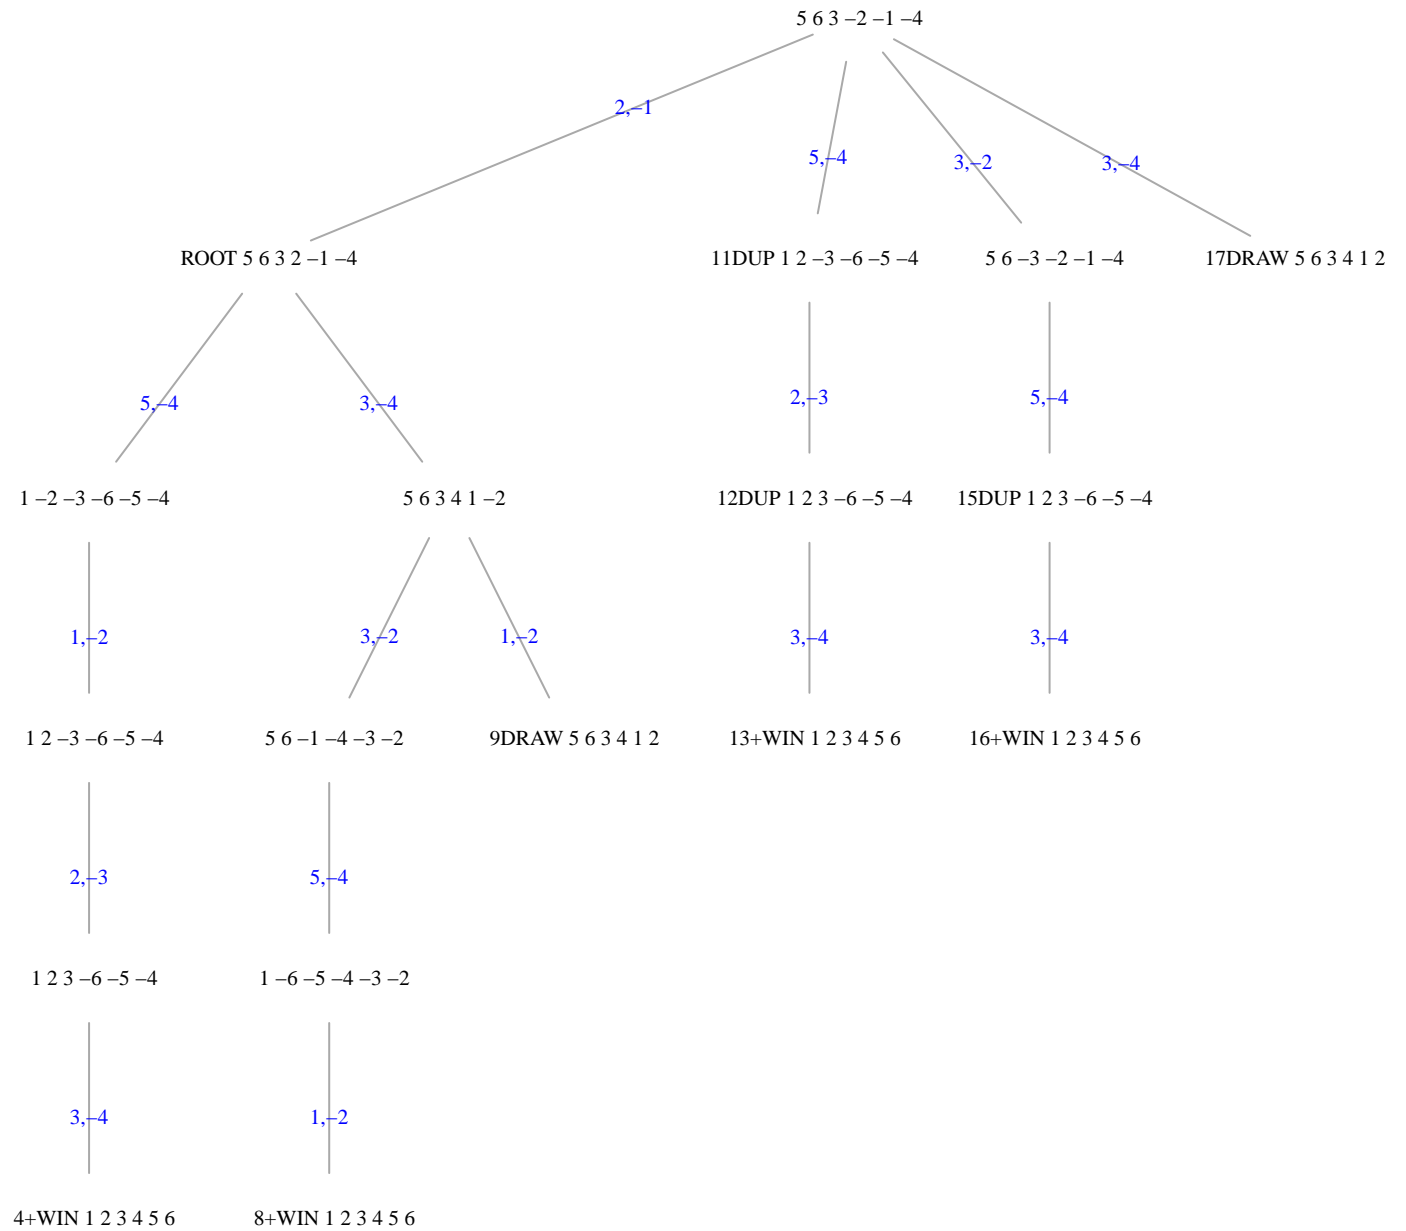 5 6 3 –2 –1 –4
2,–1
5,–4
3,–2
3,–4
ROOT 5 6 3 2 –1 –4
11DUP 1 2 –3 –6 –5 –4
5 6 –3 –2 –1 –4
17DRAW 5 6 3 4 1 2
5,–4
3,–4
2,–3
5,–4
1 –2 –3 –6 –5 –4
5 6 3 4 1 –2
12DUP 1 2 3 –6 –5 –4
15DUP 1 2 3 –6 –5 –4
1,–2
3,–2
1,–2
3,–4
3,–4
1 2 –3 –6 –5 –4
5 6 –1 –4 –3 –2
9DRAW 5 6 3 4 1 2
13+WIN 1 2 3 4 5 6
16+WIN 1 2 3 4 5 6
2,–3
5,–4
1 2 3 –6 –5 –4
1 –6 –5 –4 –3 –2
3,–4
1,–2
4+WIN 1 2 3 4 5 6
8+WIN 1 2 3 4 5 6